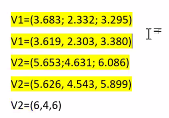 V1=(3.683; 2.332; 3.295)
V1=(3.619, 2.303, 3.380)
V2=(5.653;4.631; 6.086)
V2=(5.626, 4.543, 5.899)
V2=(6,4,6)